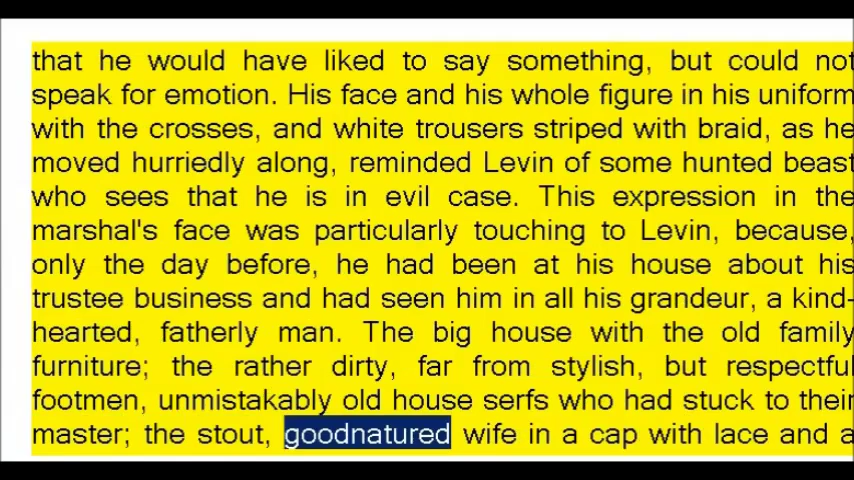 that he would have liked to say something, but could not
speak for emotion. His face and his whole figure in his uniform
with the crosses, and white trousers striped with braid, as he
moved hurriedly along, reminded Levin of some hunted beast
who sees that he is in evil case. This expression in the
marshal's face was particularly touching to Levin, because,
only the day before, he had been at his house about his
trustee business and had seen him in all his grandeur, a kind-
hearted, fatherly man. The big house with the old family
furniture; the rather dirty, far from stylish, but respectful
footmen, unmistakably old house serfs who had stuck to their
master; the stout, goodnatured wife in a cap with lace and a